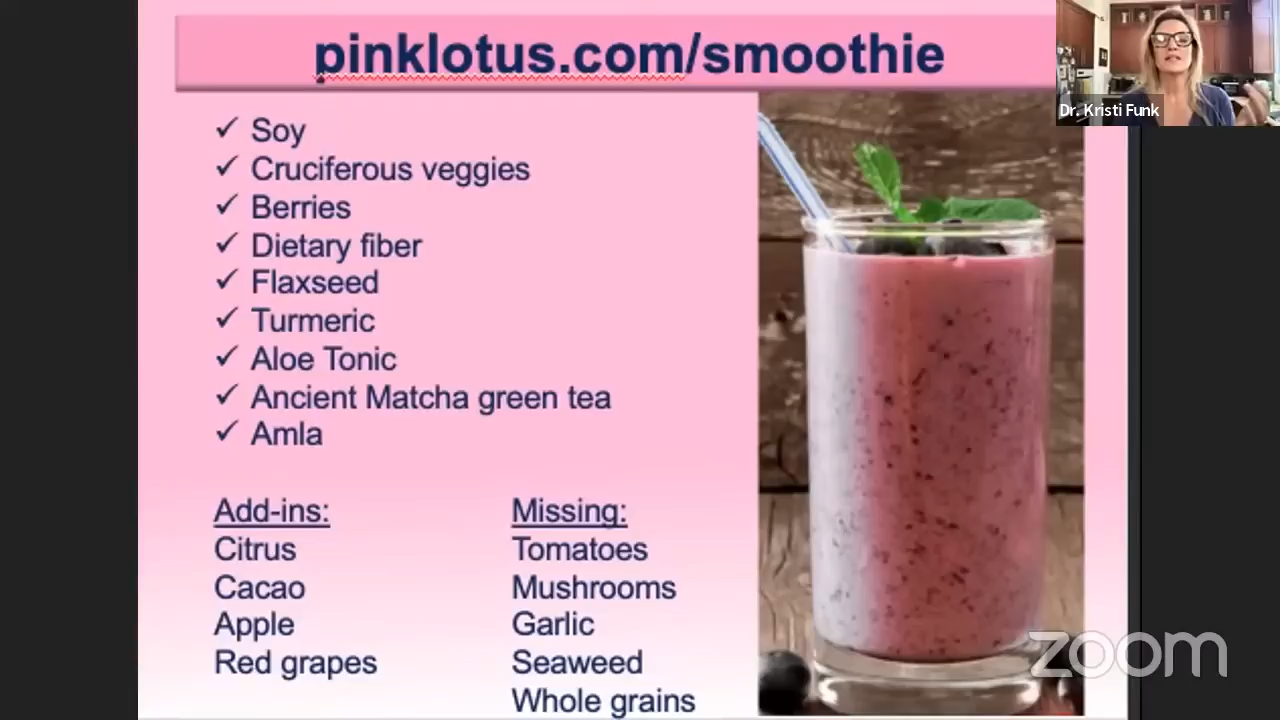 pinklotus.com/smoothie
Dr. Kristi Funk
✓ Soy
✓ Cruciferous veggies
✓ Berries
✓ Dietary fiber
✓ Flaxseed
✓ Turmeric
✓ Aloe Tonic
✓ Ancient Matcha green tea
✓ Amla
Add-ins:
Citrus
Cacao
Apple
Red grapes
Missing:
Tomatoes
Mushrooms
Garlic
Seaweed
Whole grains
zoom